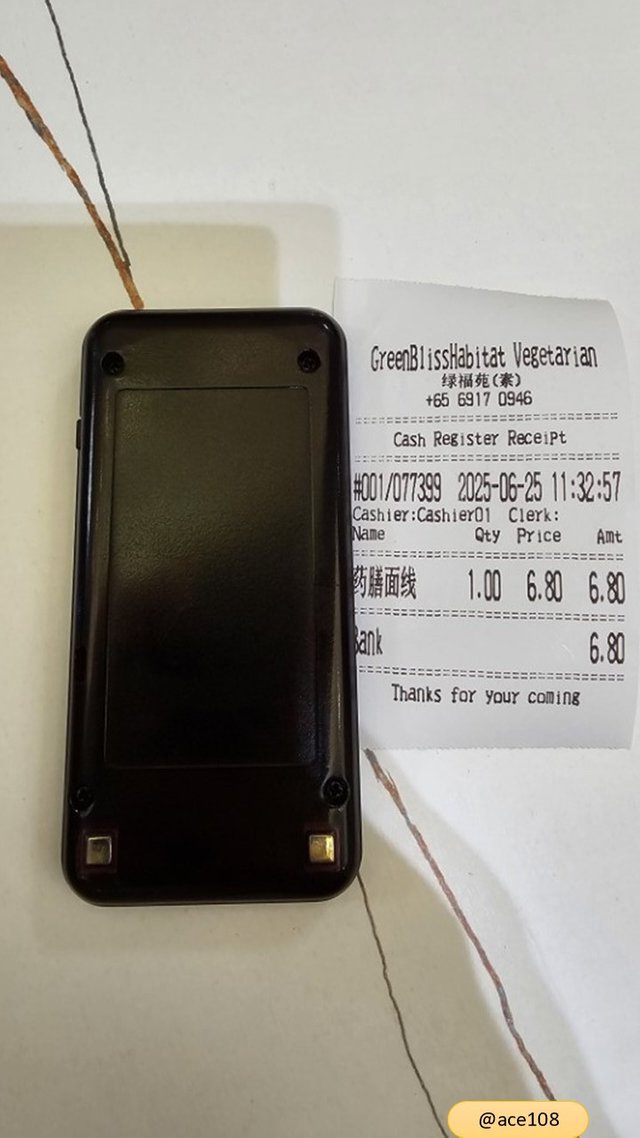 GreenBlissHabitat Vegetarian
绿福苑(素)
+65 6917 0946
Cash Register Receipt
#001/077399 2025-06-25 11:32:57
Cashier:Cashier01 Clerk:
Name Qty Price Amt
药膳面线 1.00 6.80 6.80
Bank 6.80
Thanks for your coming
@ace108